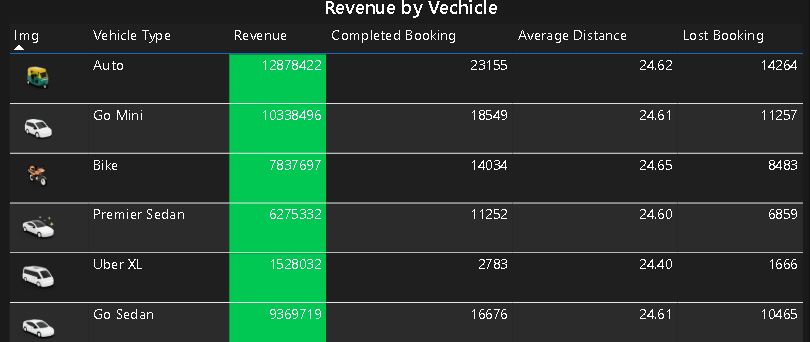 Revenue by Vechicle
Img Vehicle Type Revenue Completed Booking Average Distance Lost Booking
Auto 12878422 23155 24.62 14264
Go Mini 10338496 18549 24.61 11257
Bike 7837697 14034 24.65 8483
Premier Sedan 6275332 11252 24.60 6859
Uber XL 1528032 2783 24.40 1666
Go Sedan 9369719 16676 24.61 10465